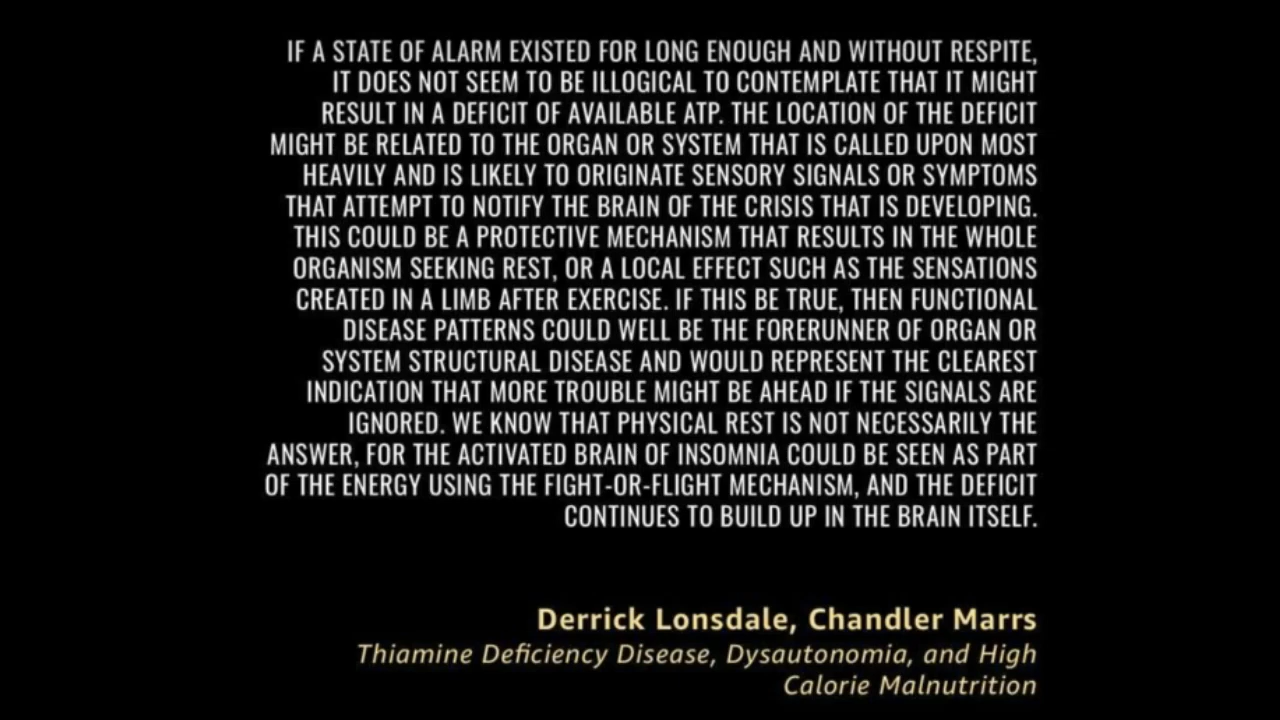 IF A STATE OF ALARM EXISTED FOR LONG ENOUGH AND WITHOUT RESPITE,
IT DOES NOT SEEM TO BE ILLOGICAL TO CONTEMPLATE THAT IT MIGHT
RESULT IN A DEFICIT OF AVAILABLE ATP. THE LOCATION OF THE DEFICIT
MIGHT BE RELATED TO THE ORGAN OR SYSTEM THAT IS CALLED UPON MOST
HEAVILY AND IS LIKELY TO ORIGINATE SENSORY SIGNALS OR SYMPTOMS
THAT ATTEMPT TO NOTIFY THE BRAIN OF THE CRISIS THAT IS DEVELOPING.
THIS COULD BE A PROTECTIVE MECHANISM THAT RESULTS IN THE WHOLE
ORGANISM SEEKING REST, OR A LOCAL EFFECT SUCH AS THE SENSATIONS
CREATED IN A LIMB AFTER EXERCISE. IF THIS BE TRUE, THEN FUNCTIONAL
DISEASE PATTERNS COULD WELL BE THE FORERUNNER OF ORGAN OR
SYSTEM STRUCTURAL DISEASE AND WOULD REPRESENT THE CLEAREST
INDICATION THAT MORE TROUBLE MIGHT BE AHEAD IF THE SIGNALS ARE
IGNORED. WE KNOW THAT PHYSICAL REST IS NOT NECESSARILY THE
ANSWER, FOR THE ACTIVATED BRAIN OF INSOMNIA COULD BE SEEN AS PART
OF THE ENERGY USING THE FIGHT-OR-FLIGHT MECHANISM, AND THE DEFICIT
CONTINUES TO BUILD UP IN THE BRAIN ITSELF.
Derrick Lonsdale, Chandler Marrs
Thiamine Deficiency Disease, Dysautonomia, and High
Calorie Malnutrition